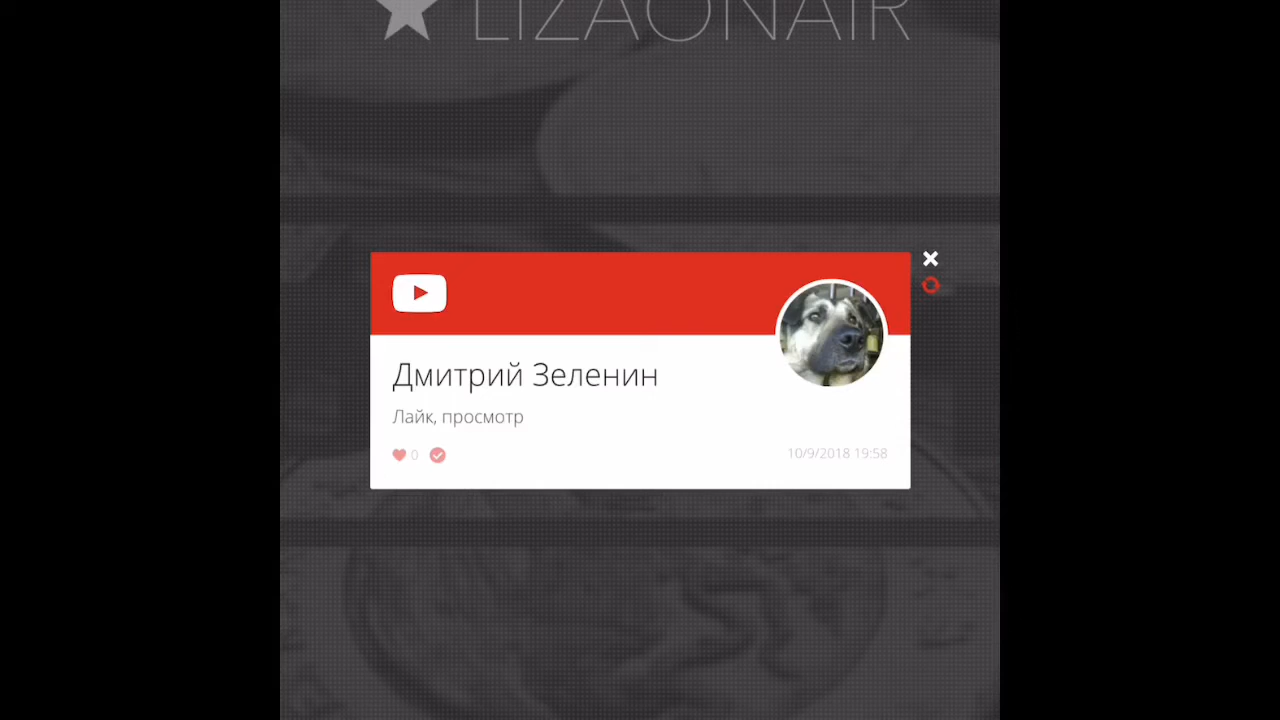 LIZAONAIR
Дмитрий Зеленин
Лайк, просмотр
0
10/9/2018 19:58